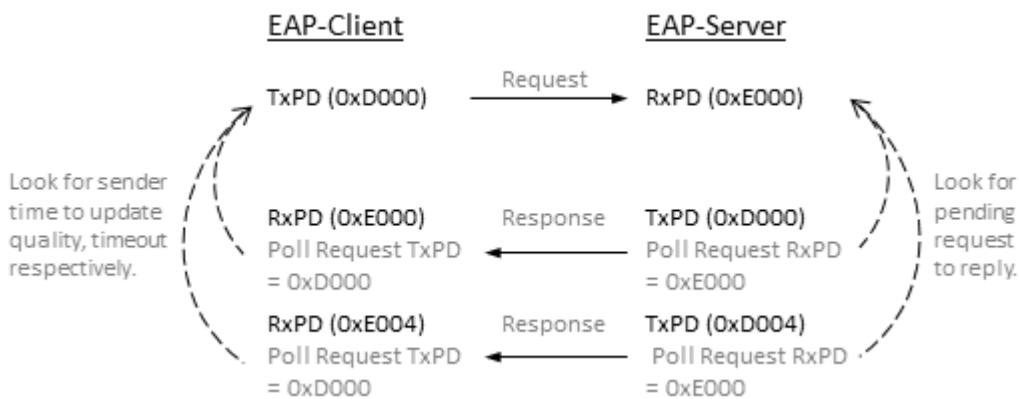 EAP-Client EAP-Server
Request
TxPD (0xD000) RxPD (0xE000)
Look for sender
time to update
quality, timeout
respectively.
RxPD (0xE000) Response TxPD (0xD000)
Poll Request TxPD Poll Request RxPD
= 0xD000 = 0xE000
RxPD (0xE004) Response TxPD (0xD004)
Poll Request TxPD Poll Request RxPD
= 0xD000 = 0xE000
Look for
pending
request
to reply.